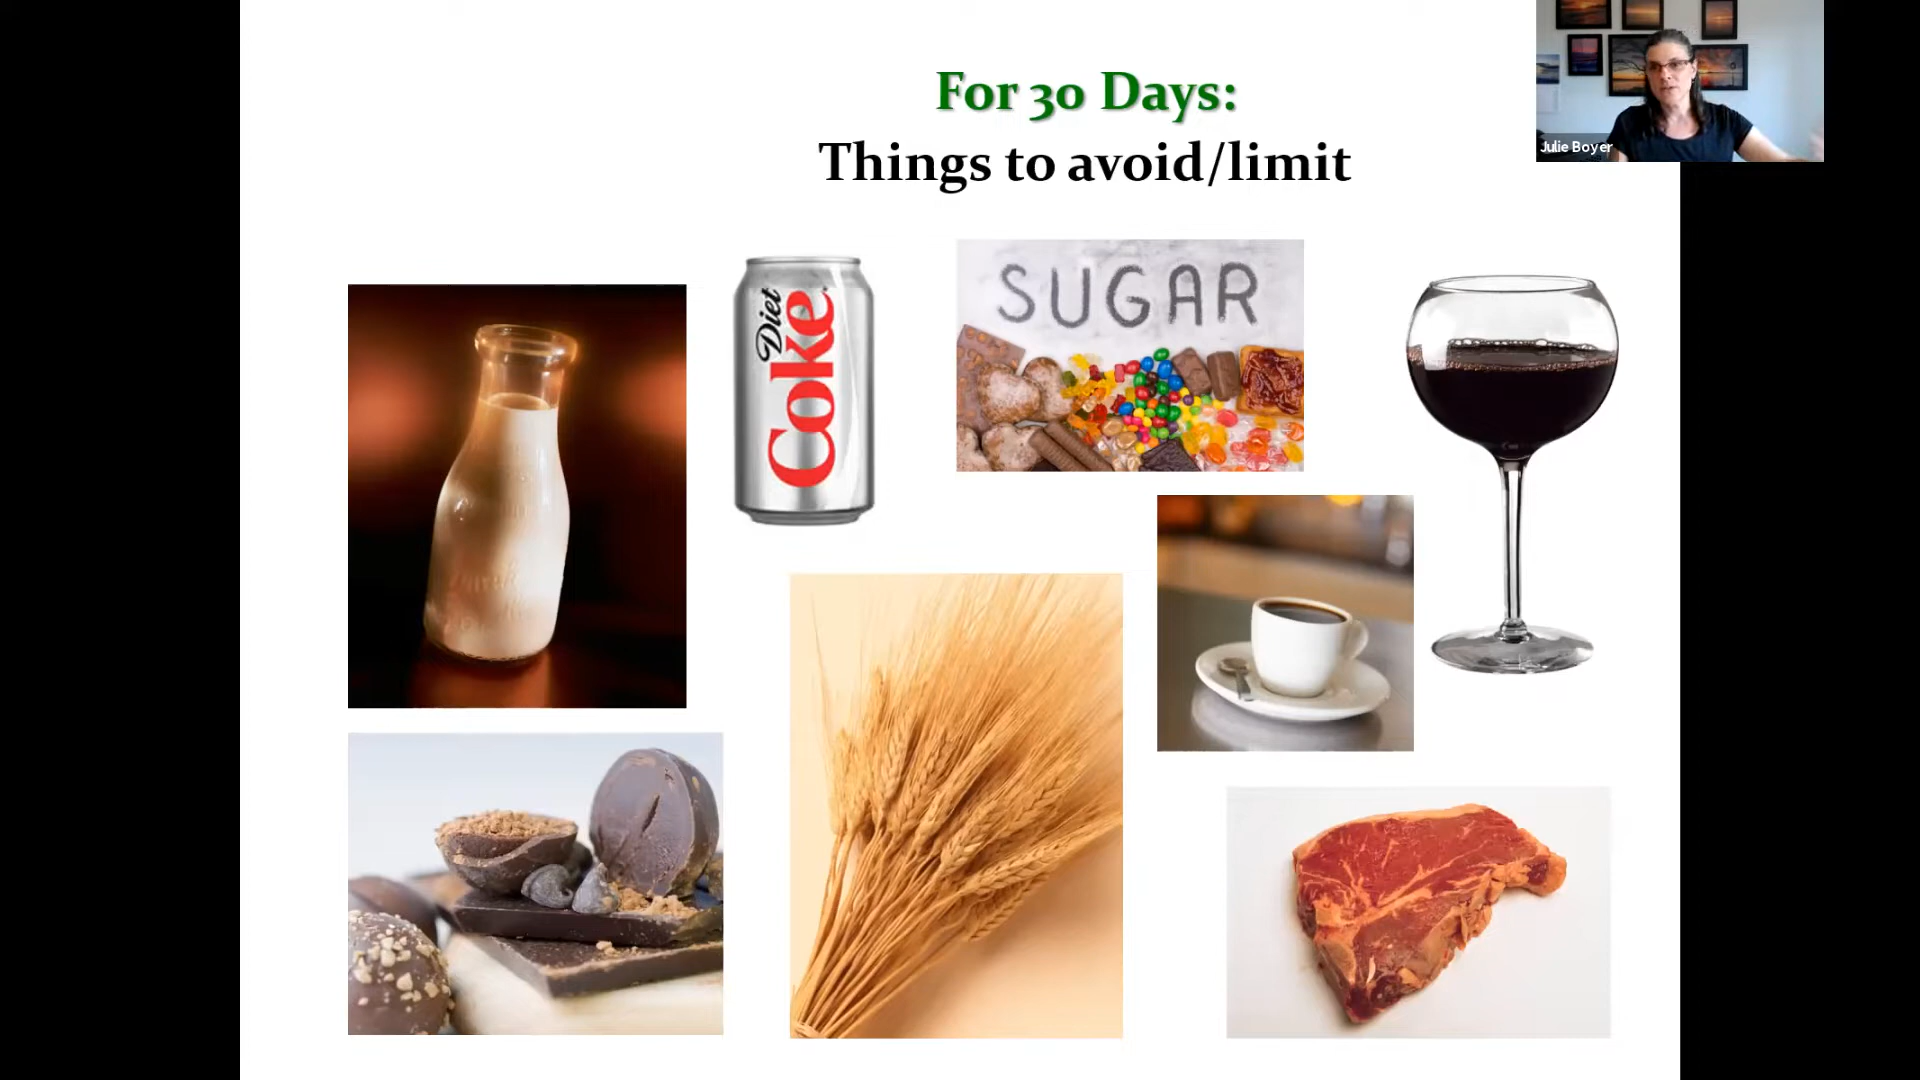 For 30 Days:
Things to avoid/limit
Julie Boyer
Diet
Coke
SUGAR